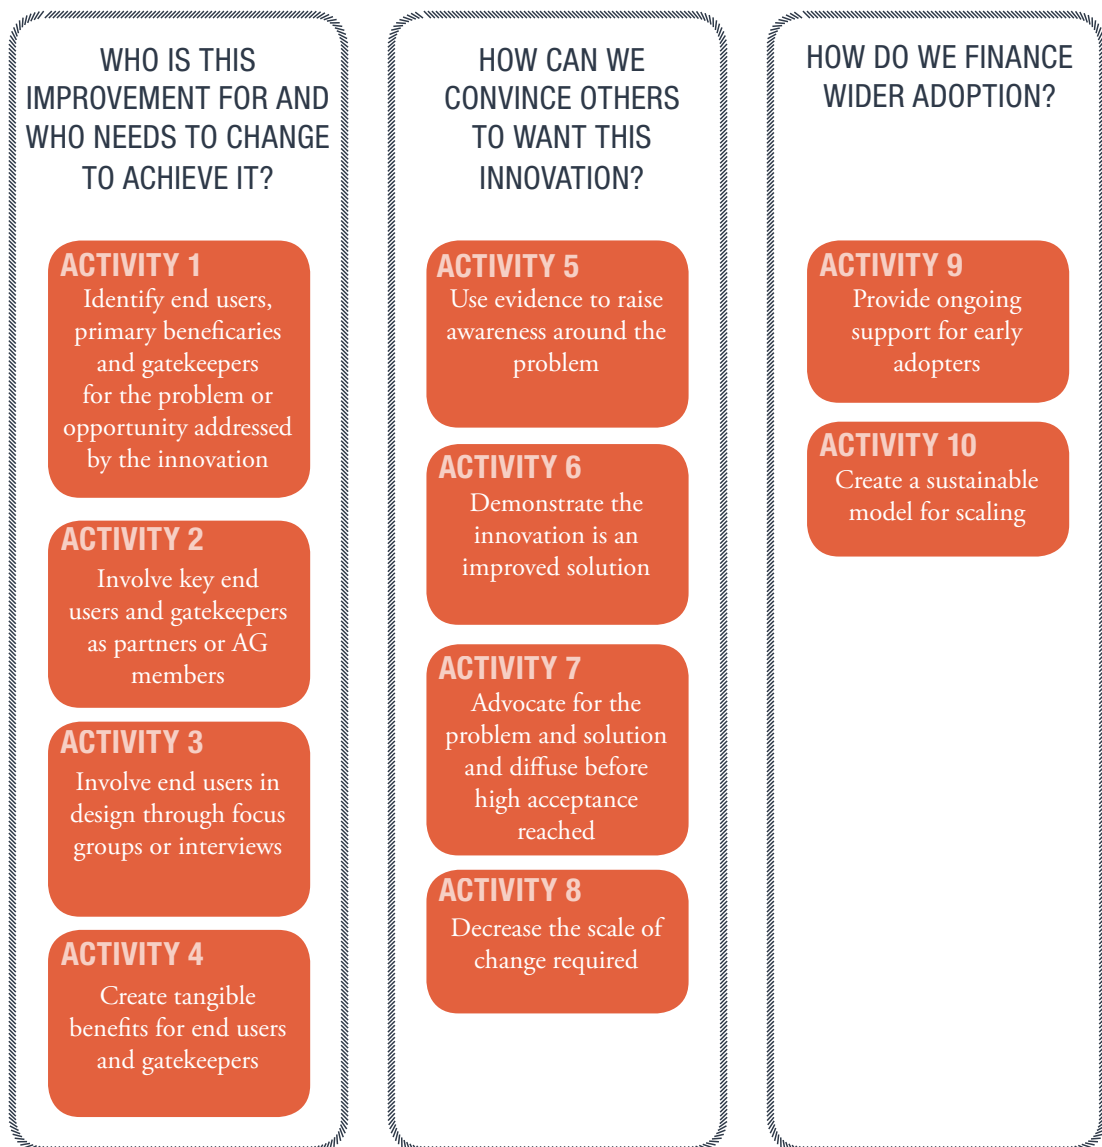 WHO IS THIS
IMPROVEMENT FOR AND
WHO NEEDS TO CHANGE
TO ACHIEVE IT?
ACTIVITY 1
Identify end users,
primary beneficaries
and gatekeepers
for the problem or
opportunity addressed
by the innovation
ACTIVITY 2
Involve key end
users and gatekeepers
as partners or AG
members
ACTIVITY 3
Involve end users in
design through focus
groups or interviews
ACTIVITY 4
Create tangible
benefits for end users
and gatekeepers
HOW CAN WE
CONVINCE OTHERS
TO WANT THIS
INNOVATION?
ACTIVITY 5
Use evidence to raise
awareness around the
problem
ACTIVITY 6
Demonstrate the
innovation is an
improved solution
ACTIVITY 7
Advocate for the
problem and solution
and diffuse before
high acceptance
reached
ACTIVITY 8
Decrease the scale of
change required
HOW DO WE FINANCE
WIDER ADOPTION?
ACTIVITY 9
Provide ongoing
support for early
adopters
ACTIVITY 10
Create a sustainable
model for scaling